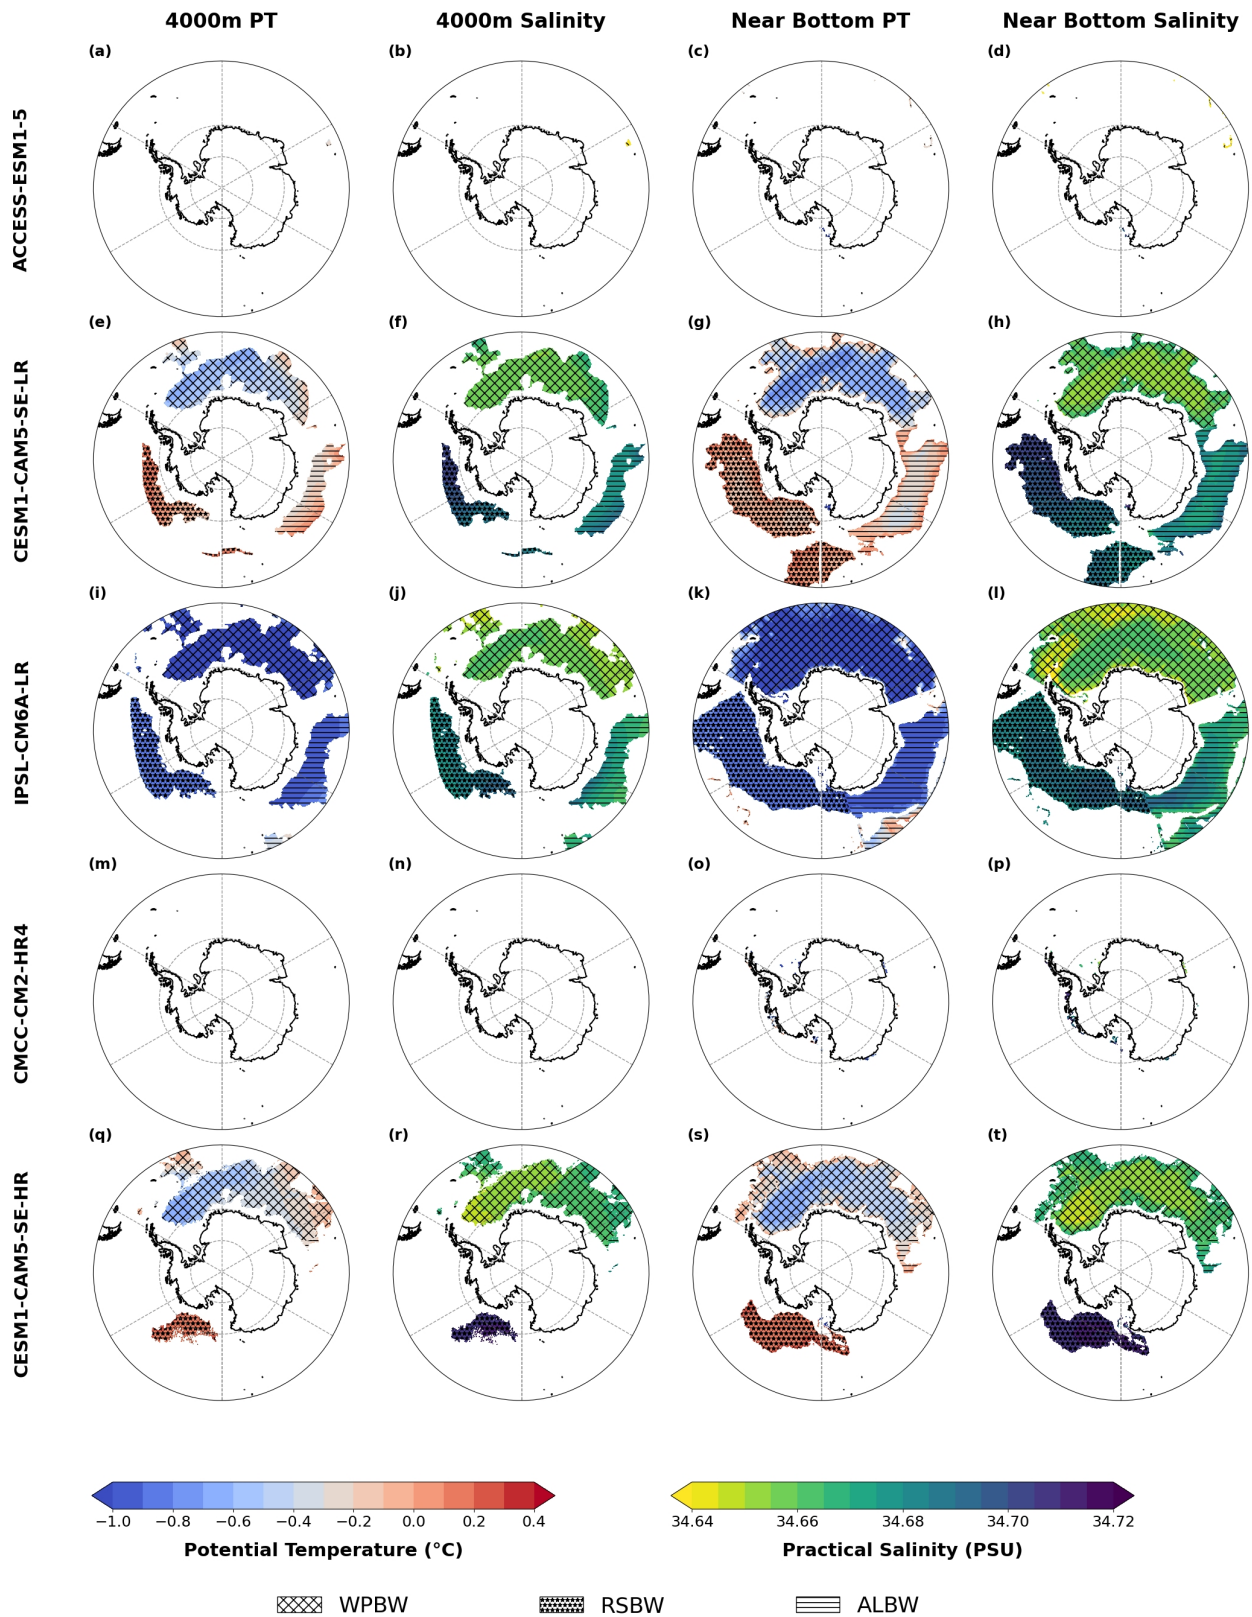 4000m PT 4000m Salinity Near Bottom PT Near Bottom Salinity
(a) (b) (c) (d)
ACCESS-ESM1-5
(e) (f) (g) (h)
CESM1-CAM5-SE-LR
(i) (j) (k) (l)
IPSL-CM6A-LR
(m) (n) (o) (p)
CMCC-CM2-HR4
(q) (r) (s) (t)
CESM1-CAM5-SE-HR
−1.0 −0.8 −0.6 −0.4 −0.2 0.0 0.2 0.4
Potential Temperature (°C)
34.64 34.66 34.68 34.70 34.72
Practical Salinity (PSU)
WPBW RSBW ALBW